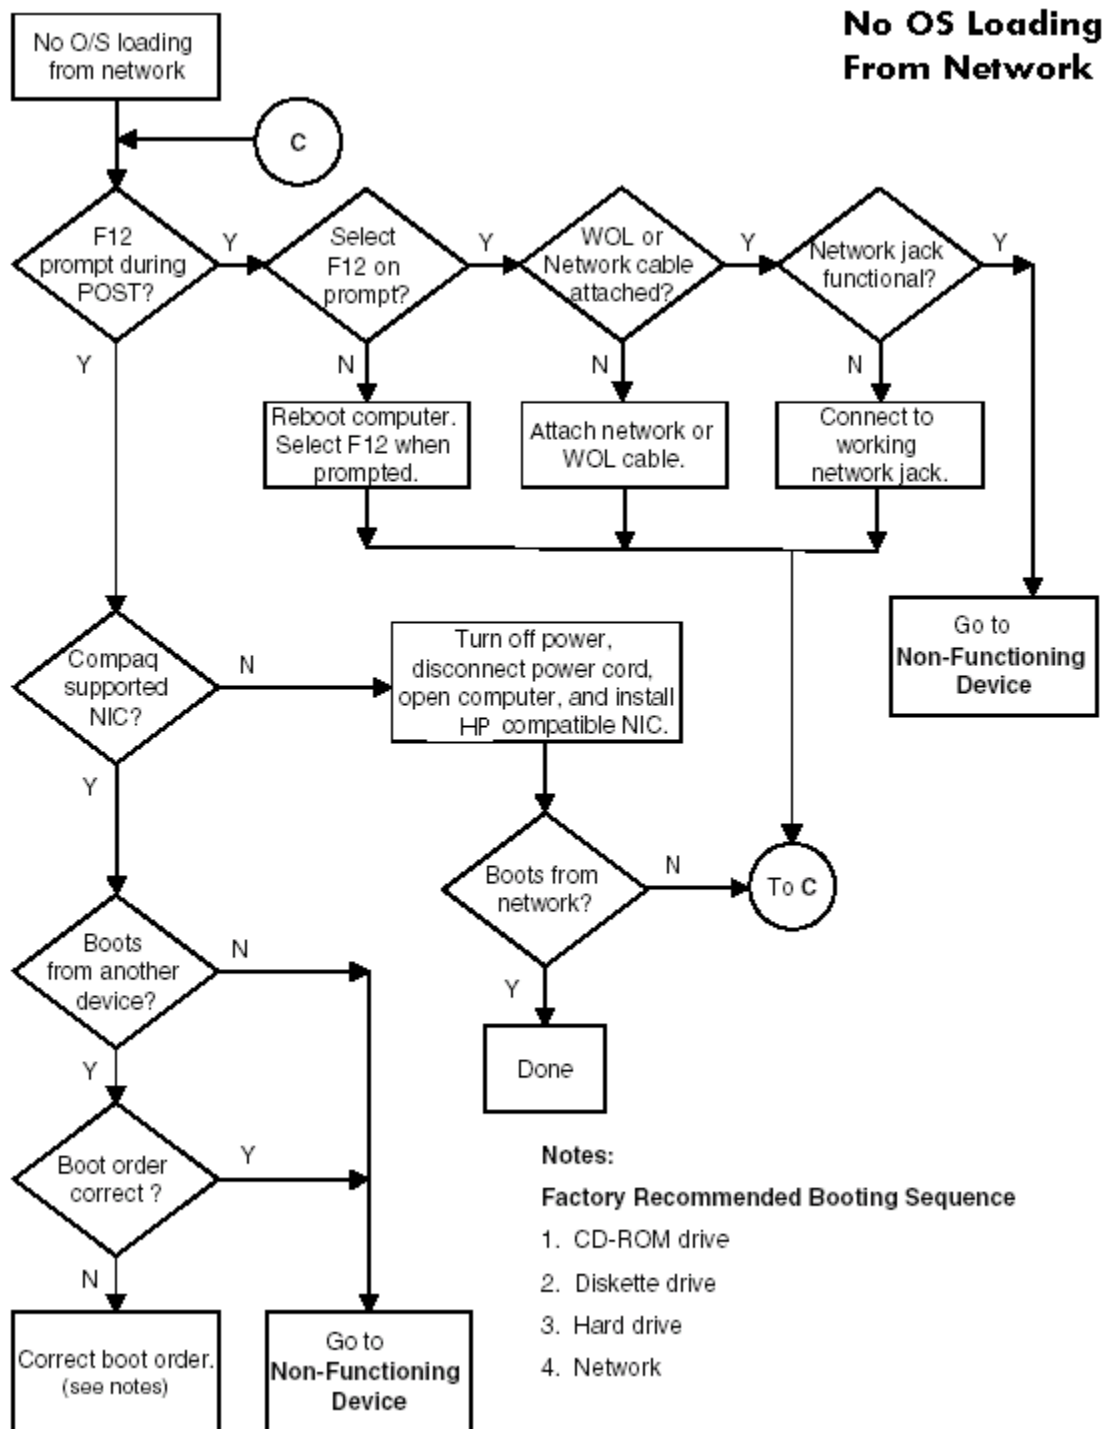 No OS Loading
From Network
No O/S loading
from network
C
F12
prompt during
POST?
Y
Y
Select
F12 on
prompt?
Y
N
WOL or
Network cable
attached?
Y
N
Network jack
functional?
Y
N
Reboot computer.
Select F12 when
prompted.
Attach network or
WOL cable.
Connect to
working
network jack.
Go to
Non-Functioning
Device
Compaq
supported
NIC?
N
Y
Turn off power,
disconnect power cord,
open computer, and install
HP compatible NIC.
Boots from
network?
N
Y
To C
Done
Boots
from another
device?
N
Y
Boot order
correct ?
Y
N
Correct boot order.
(see notes)
Go to
Non-Functioning
Device
Notes:
Factory Recommended Booting Sequence
1. CD-ROM drive
2. Diskette drive
3. Hard drive
4. Network